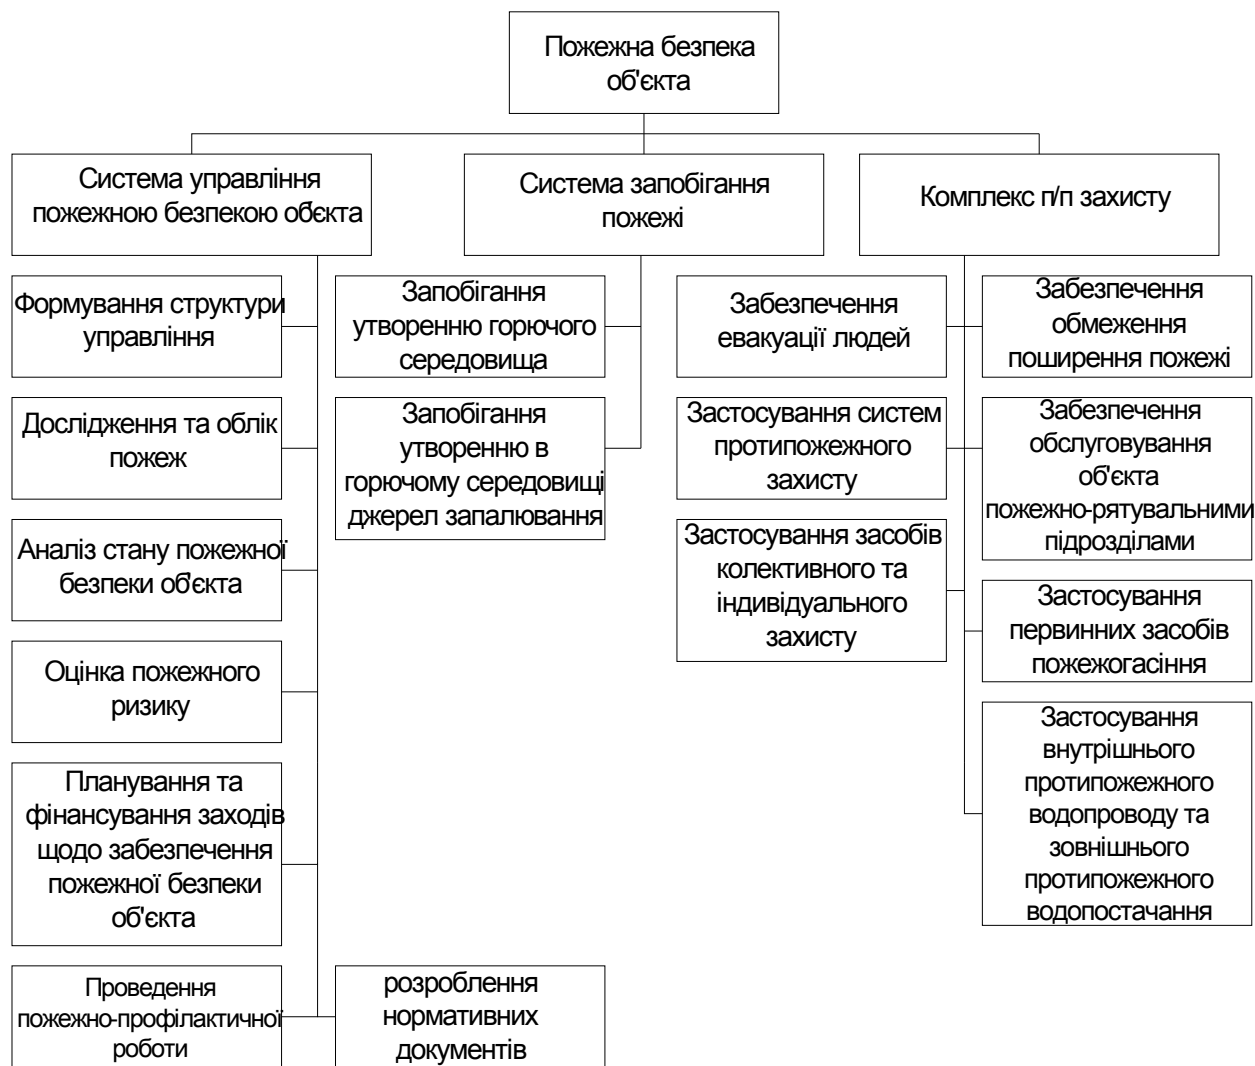 Пожежна безпека
об'єкта
Система управління
пожежною безпекою обєкта
Система запобігання
пожежі
Комплекс п/п захисту
Формування структури
управління
Дослідження та облік
пожеж
Аналіз стану пожежної
безпеки об'єкта
Оцінка пожежного
ризику
Планування та
фінансування заходів
щодо забезпечення
пожежної безпеки
об'єкта
Проведення
пожежно-профілактичної
роботи
розроблення
нормативних
документів
Запобігання
утворенню горючого
середовища
Запобігання
утворенню в
горючому середовищі
джерел запалювання
Забезпечення
евакуації людей
Застосування систем
протипожежного
захисту
Застосування засобів
колективного та
індивідуального
захисту
Забезпечення
обмеження
поширення пожежі
Забезпечення
обслуговування
об'єкта
пожежно-рятувальними
підрозділами
Застосування
первинних засобів
пожежогасіння
Застосування
внутрішнього
протипожежного
водопроводу та
зовнішнього
протипожежного
водопостачання